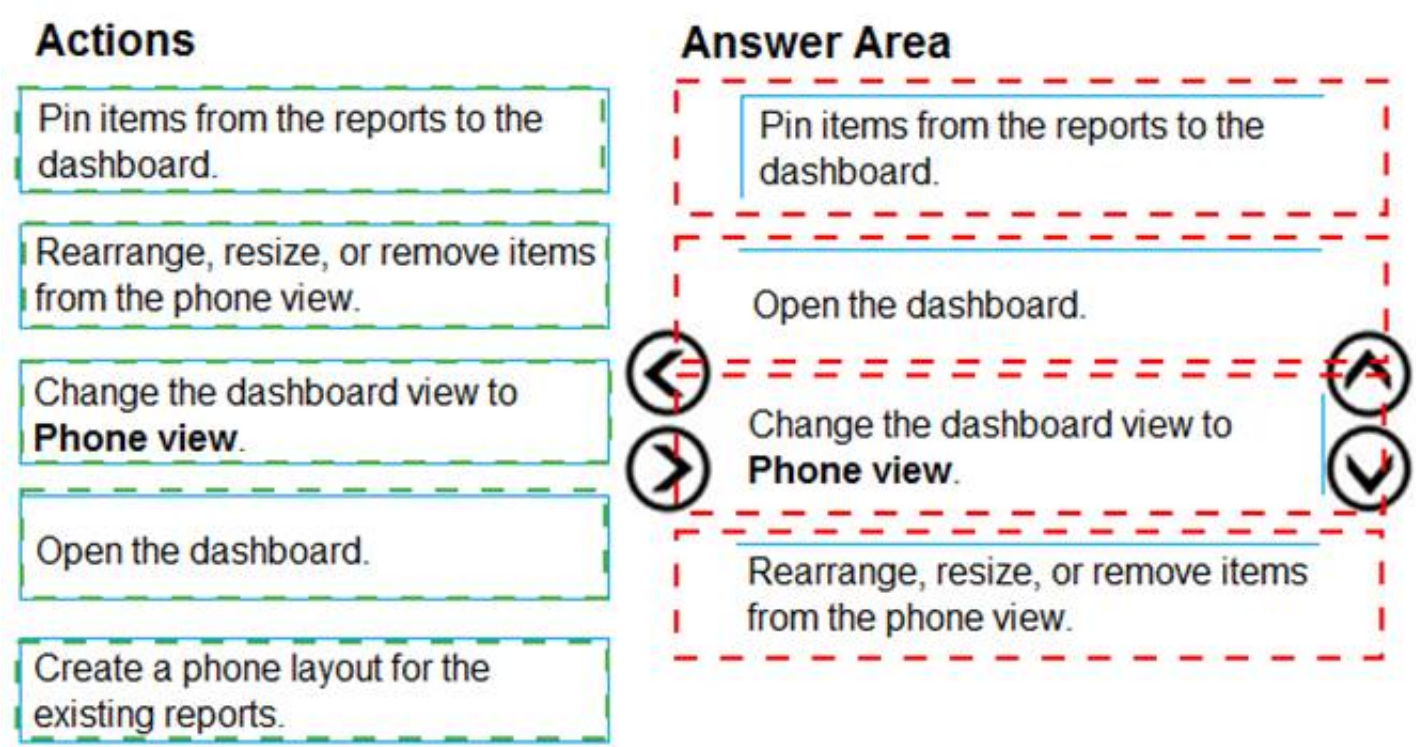 Actions
Pin items from the reports to the
dashboard.
Rearrange, resize, or remove items
from the phone view.
Change the dashboard view to
Phone view.
Open the dashboard.
Create a phone layout for the
existing reports.
Answer Area
Pin items from the reports to the
dashboard.
Open the dashboard.
Change the dashboard view to
Phone view.
Rearrange, resize, or remove items
from the phone view.